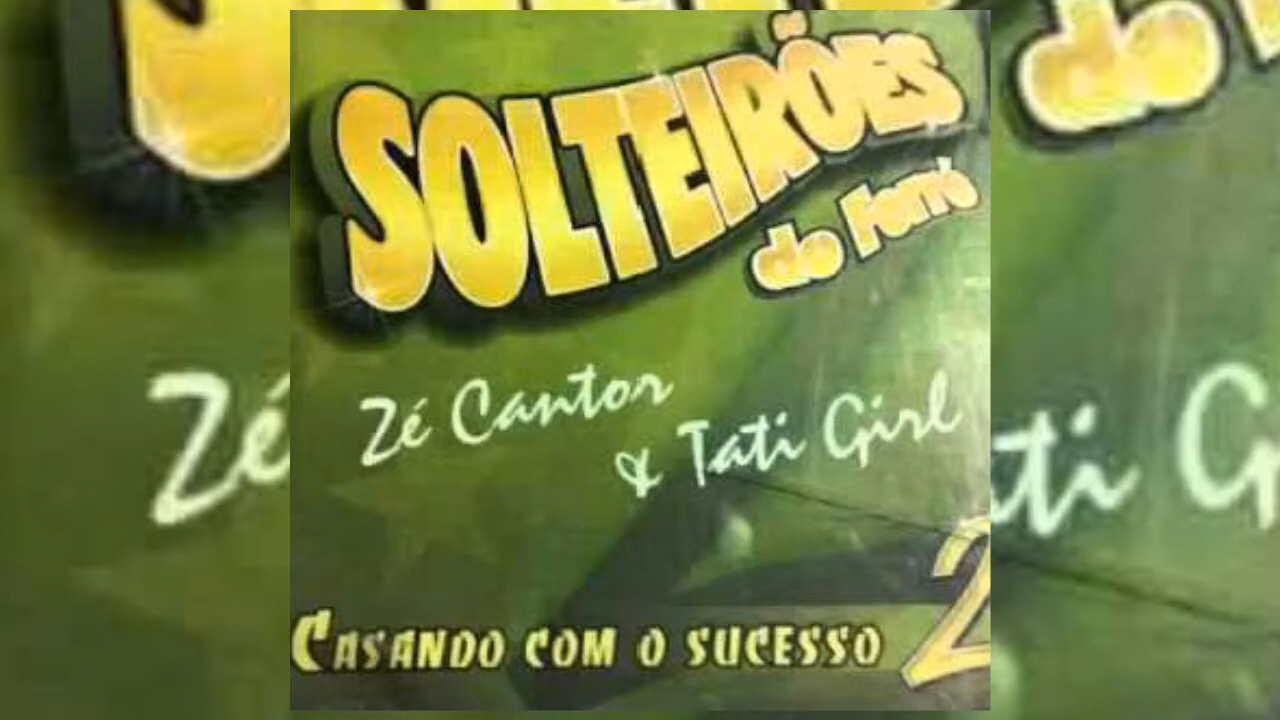 SOLTEIRÕES
do Forró
Zé Cantor
& Tati Girl
CASANDO COM O SUCESSO
2